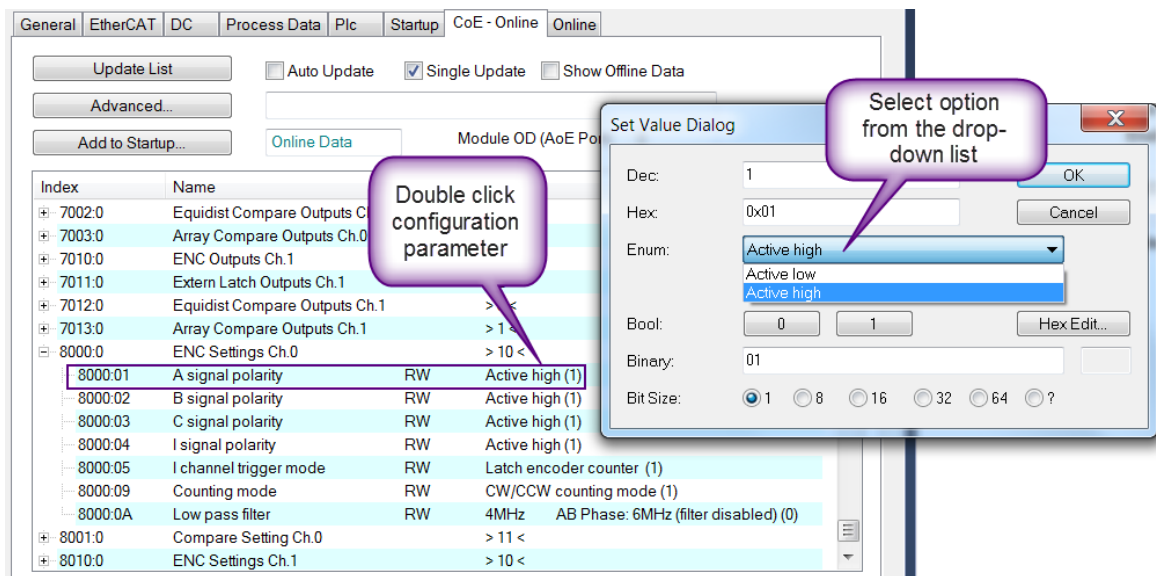 General EtherCAT DC Process Data Plc Startup CoE - Online Online
Update List Auto Update Single Update Show Offline Data
Advanced...
Add to Startup... Online Data Module OD (AoE Por
Index Name
7002:0 Equidist Compare Outputs C
7003:0 Array Compare Outputs Ch.0
7010:0 ENC Outputs Ch.1
7011:0 Extern Latch Outputs Ch.1
7012:0 Equidist Compare Outputs Ch.1 >
7013:0 Array Compare Outputs Ch.1 > 1 <
8000:0 ENC Settings Ch.0 > 10 <
8000:01 A signal polarity RW Active high (1)
8000:02 B signal polarity RW Active high (1)
8000:03 C signal polarity RW Active high (1)
8000:04 I signal polarity RW Active high (1)
8000:05 I channel trigger mode RW Latch encoder counter (1)
8000:09 Counting mode RW CW/CCW counting mode (1)
8000:0A Low pass filter RW 4MHz AB Phase: 6MHz (filter disabled) (0)
8001:0 Compare Setting Ch.0 > 11 <
8010:0 ENC Settings Ch.1 > 10 <
Double click
configuration
parameter
Set Value Dialog
Select option
from the drop-
down list
Dec: 1 OK
Hex: 0x01 Cancel
Enum: Active high
Active low
Active high
Bool: 0 1 Hex Edit...
Binary: 01
Bit Size: 1 8 16 32 64 ?